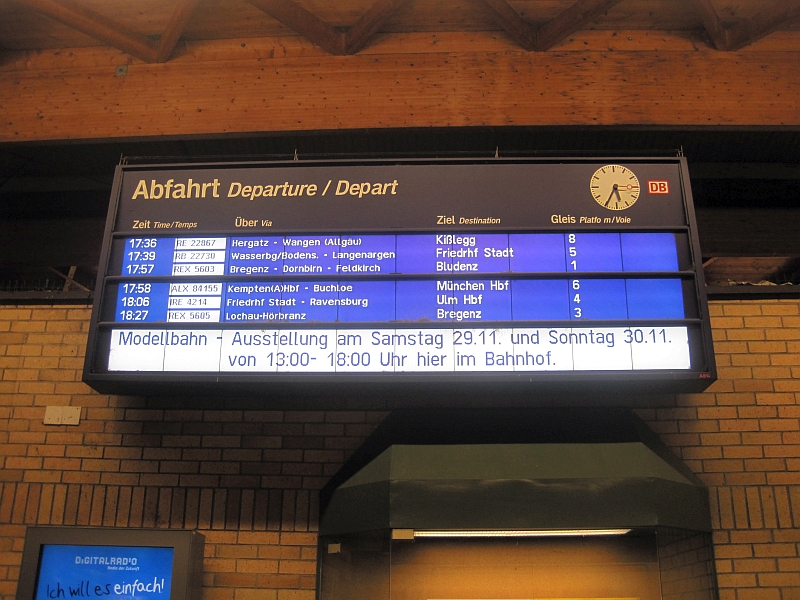 Abfahrt Departure / Depart
DB
Zeit Time/Temps Über Via Ziel Destination Gleis Platfo m/Voie
17:36 RE 22867 Hergatz - Wangen (Allgäu) Kißlegg 8
17:39 RB 22730 Wasserbg/Bodens. - Langenargen Friedrhf Stadt 5
17:57 REX 5603 Bregenz - Dornbirn - Feldkirch Bludenz 1
17:58 ALX 84155 Kempten(A)Hbf - Buchloe München Hbf 6
18:06 IRE 4214 Friedrhf Stadt - Ravensburg Ulm Hbf 4
18:27 REX 5605 Lochau-Hörbranz Bregenz 3
Modellbahn - Ausstellung am Samstag 29.11. und Sonntag 30.11.
von 13:00- 18:00 Uhr hier im Bahnhof.
DIGITALRADIO
Radio der Zukunft
Ich will es einfach!